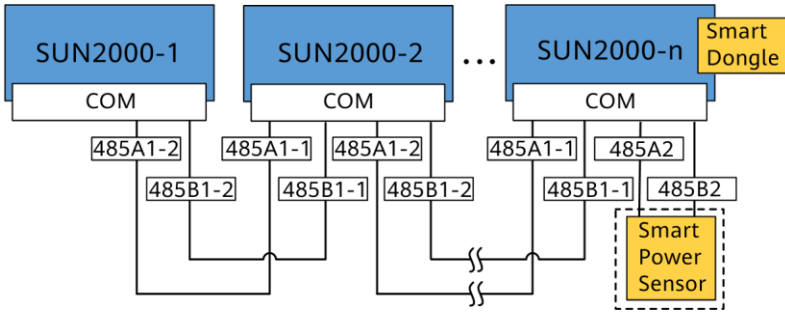 SUN2000-1
SUN2000-2
...
SUN2000-n
Smart
Dongle
COM
COM
COM
485A1-2
485A1-1
485A1-2
485A1-1
485A2
485B1-2
485B1-1
485B1-2
485B1-1
485B2
Smart
Power
Sensor